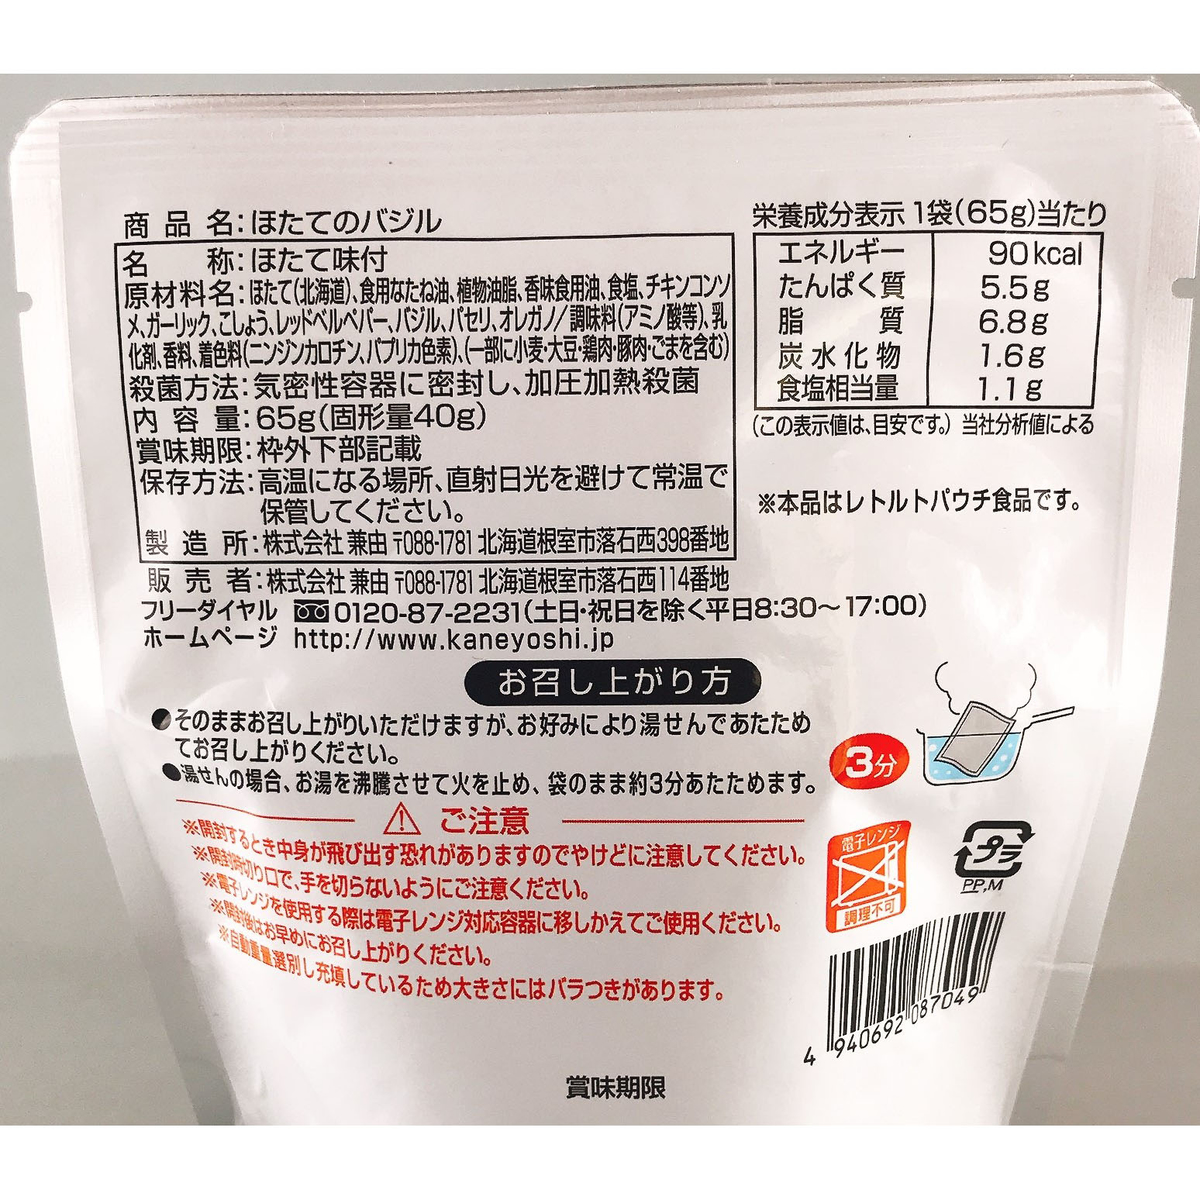 商品名：ほたてのバジル
名称：ほたて味付
原材料名：ほたて（北海道）、食用なたね油、植物油脂、香味食用油、食塩、チキンコンソ
メ、ガーリック、こしょう、レッドベルペパー、バジル、パセリ、オレガノ／調味料（アミノ酸等）、乳
化剤、香料、着色料（ニンジンカロチン、パプリカ色素）、（一部に小麦・大豆・鶏肉・豚肉・ごまを含む）
殺菌方法：気密性容器に密封し、加圧加熱殺菌
内容量：65g（固形量40g）
賞味期限：枠外下部記載
保存方法：高温になる場所、直射日光を避けて常温で
保管してください。
製造所：株式会社 兼由 〒088-1781 北海道根室市落石西398番地
販売者：株式会社 兼由 〒088-1781 北海道根室市落石西114番地
フリーダイヤル 0120-87-2231（土日・祝日を除く平日8:30～17:00）
ホームページ http://www.kaneyoshi.jp
栄養成分表示 1袋（65g）当たり
エネルギー 90kcal
たんぱく質 5.5g
脂質 6.8g
炭水化物 1.6g
食塩相当量 1.1g
（この表示値は、目安です。） 当社分析値による
※本品はレトルトパウチ食品です。
お召し上がり方
●そのままお召し上がりいただけますが、お好みにより湯せんであたため
てお召し上がりください。
●湯せんの場合、お湯を沸騰させて火を止め、袋のまま約3分あたためます。
3分
ご注意
※開封するとき中身が飛び出す恐れがありますのでやけどに注意してください。
※開封時切り口で、手を切らないようにご注意ください。
※電子レンジを使用する際は電子レンジ対応容器に移しかえてご使用ください。
※開封後はお早めにお召し上がりください。
※自動重量選別し充填しているため大きさにはバラつきがあります。
電子レンジ
調理不可
プラ
PP,M
4 940692 087049
賞味期限